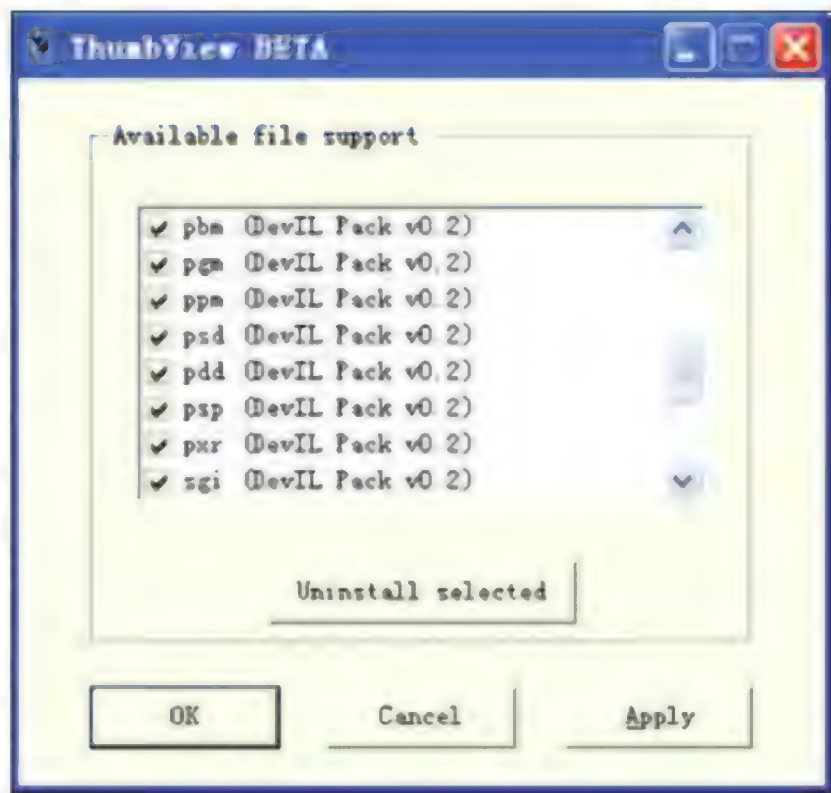 ThumbView BETA
Available file support
pbm (DevIL Pack v0.2)
pgm (DevIL Pack v0.2)
ppm (DevIL Pack v0.2)
psd (DevIL Pack v0.2)
pdd (DevIL Pack v0.2)
psp (DevIL Pack v0.2)
pxr (DevIL Pack v0.2)
sgi (DevIL Pack v0.2)
Uninstall selected
OK
Cancel
Apply